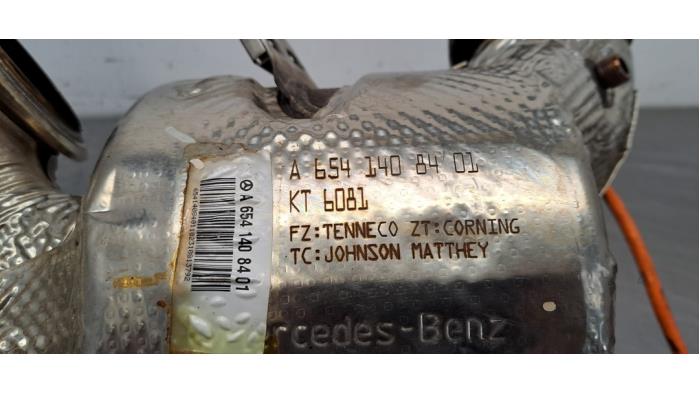 A 654 140 84 01
KT 6081
FZ:TENNECO ZT:CORNING
TC:JOHNSON MATTHEY
A 654 140 84 01
rcedes-Benz